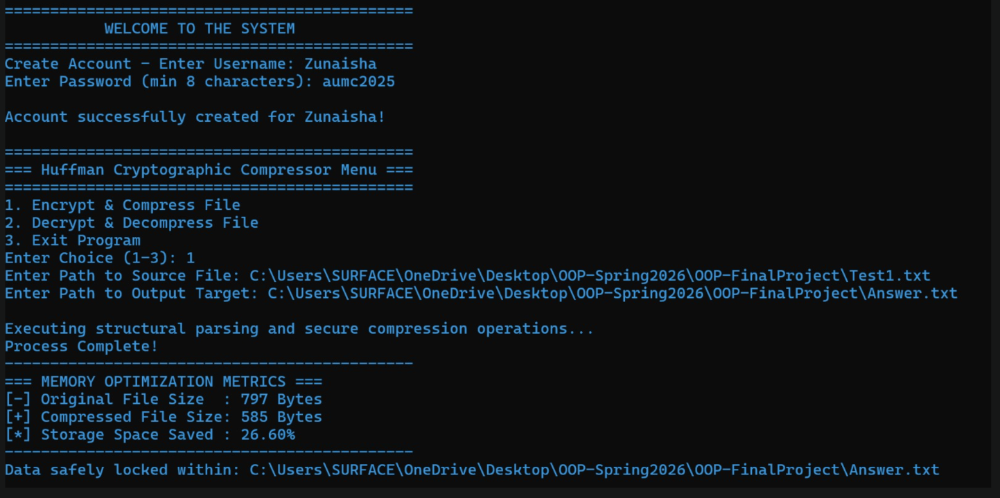 =============================================
WELCOME TO THE SYSTEM
=============================================
Create Account - Enter Username: Zunaisha
Enter Password (min 8 characters): aumc2025
Account successfully created for Zunaisha!
=============================================
=== Huffman Cryptographic Compressor Menu ===
=============================================
1. Encrypt & Compress File
2. Decrypt & Decompress File
3. Exit Program
Enter Choice (1-3): 1
Enter Path to Source File: C:\Users\SURFACE\OneDrive\Desktop\OOP-Spring2026\OOP-FinalProject\Test1.txt
Enter Path to Output Target: C:\Users\SURFACE\OneDrive\Desktop\OOP-Spring2026\OOP-FinalProject\Answer.txt
Executing structural parsing and secure compression operations...
Process Complete!
---------------------------------------------
=== MEMORY OPTIMIZATION METRICS ===
[-] Original File Size  : 797 Bytes
[+] Compressed File Size: 585 Bytes
[*] Storage Space Saved : 26.60%
---------------------------------------------
Data safely locked within: C:\Users\SURFACE\OneDrive\Desktop\OOP-Spring2026\OOP-FinalProject\Answer.txt